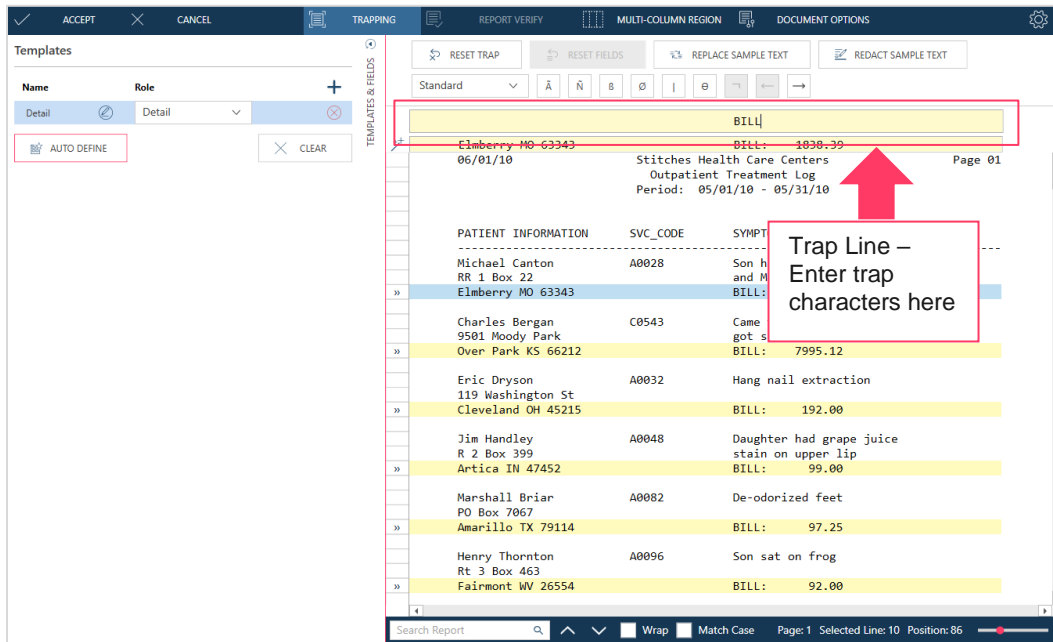 ACCEPT CANCEL TRAPPING REPORT VERIFY MULTI-COLUMN REGION DOCUMENT OPTIONS
Templates
Name Role
Detail Detail
AUTO DEFINE CLEAR
TEMPLATES & FIELDS
RESET TRAP RESET FIELDS REPLACE SAMPLE TEXT REDACT SAMPLE TEXT
Standard Ã Ñ ß Ø | ɵ ¬ ← →
BILL
Elmberry MO 63343 BILL: 1838.39
06/01/10 Stitches Health Care Centers Page 01
Outpatient Treatment Log
Period: 05/01/10 - 05/31/10
PATIENT INFORMATION SVC_CODE SYMPT
Michael Canton A0028 Son h
RR 1 Box 22 and M
» Elmberry MO 63343 BILL:
Charles Bergan C0543 Came
9501 Moody Park got s
» Over Park KS 66212 BILL: 7995.12
Eric Dryson A0032 Hang nail extraction
119 Washington St
» Cleveland OH 45215 BILL: 192.00
Jim Handley A0048 Daughter had grape juice
R 2 Box 399 stain on upper lip
» Artica IN 47452 BILL: 99.00
Marshall Briar A0082 De-odorized feet
PO Box 7067
» Amarillo TX 79114 BILL: 97.25
Henry Thornton A0096 Son sat on frog
Rt 3 Box 463
» Fairmont WV 26554 BILL: 92.00
Trap Line –
Enter trap
characters here
Search Report Wrap Match Case Page: 1 Selected Line: 10 Position: 86